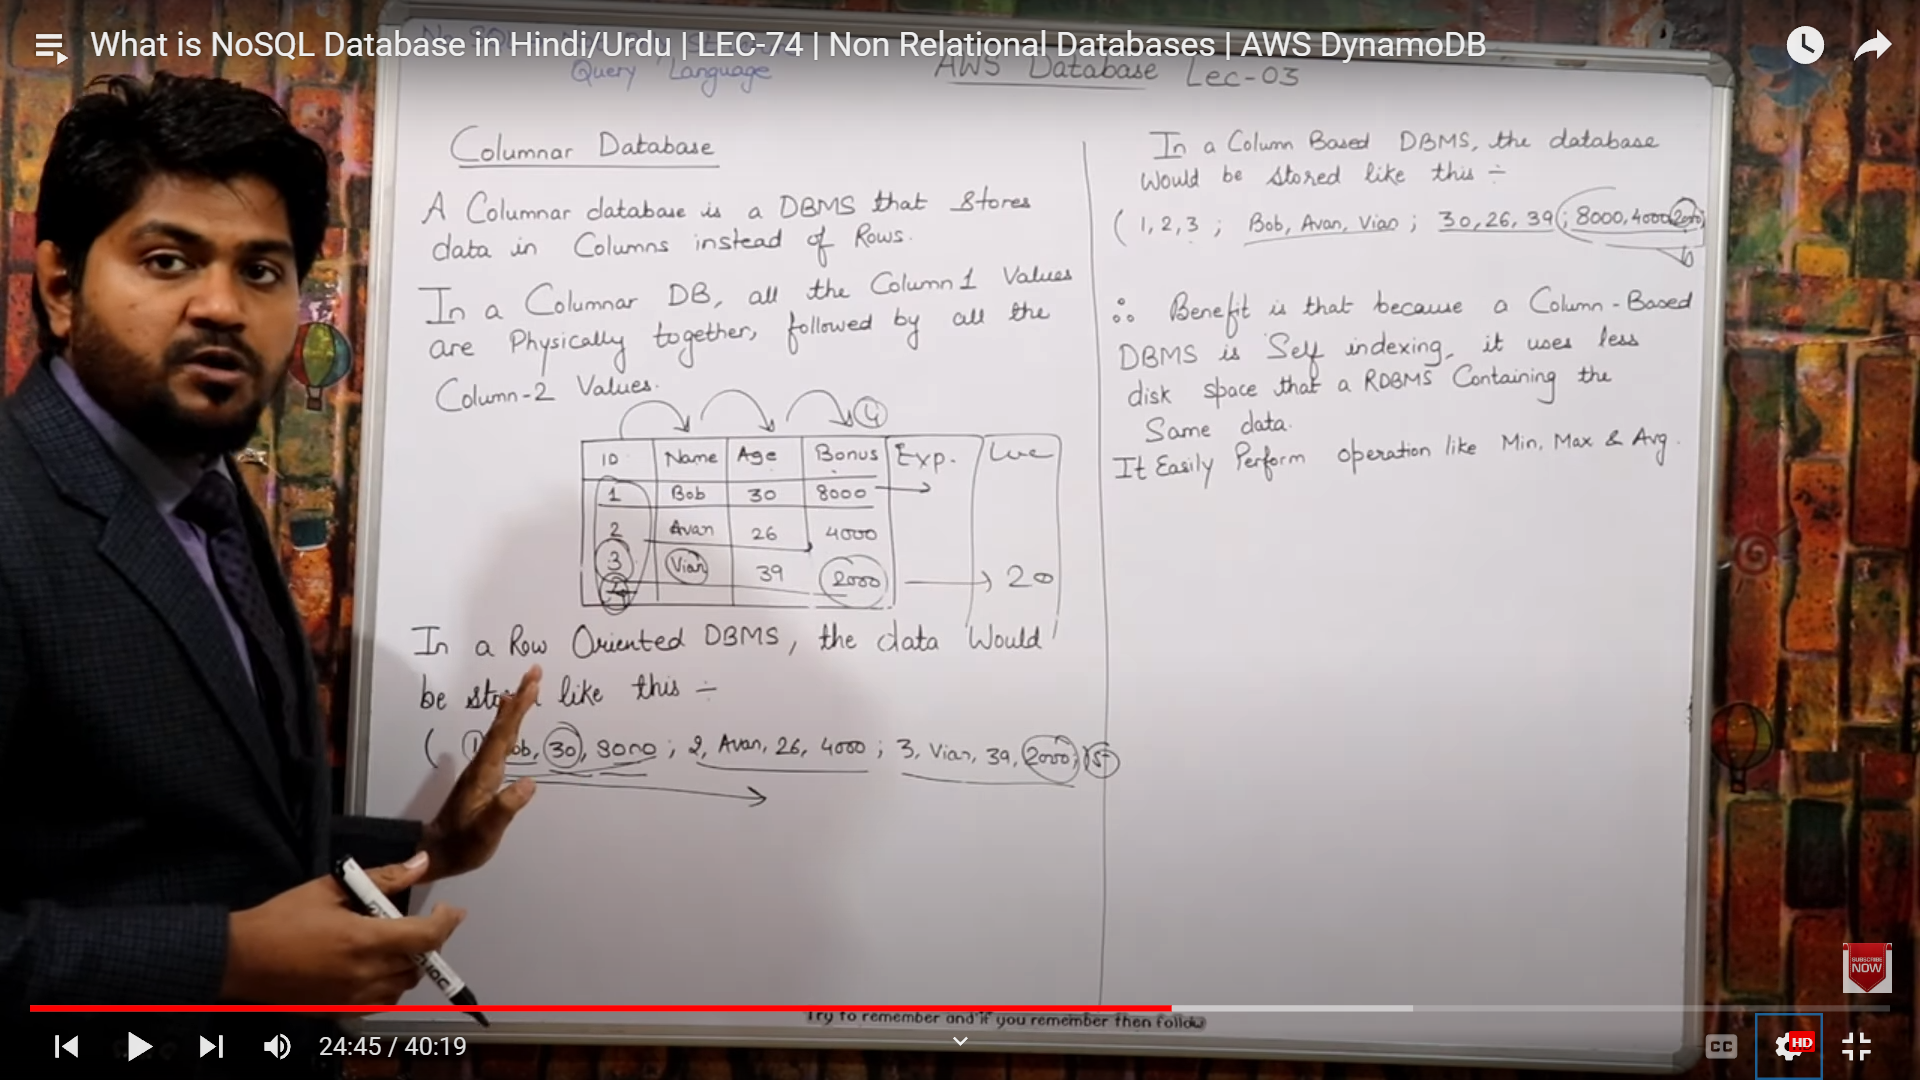 What is NoSQL Database in Hindi/Urdu | LEC-74 | Non Relational Databases | AWS DynamoDB
Query Language
AWS Database Lec-03
Columnar Database
A Columnar database is a DBMS that Stores
data in Columns instead of Rows.
In a Columnar DB, all the Column 1 Values
are Physically together, followed by all the
Column-2 Values.
4
ID Name Age Bonus Exp.
1 Bob 30 8000
2 Avan 26 4000
3 Vian 39 2000 20
4
In a Row Oriented DBMS, the data Would
be stored like this ÷
( 1, Bob, 30, 8000 ; 2, Avan, 26, 4000 ; 3, Vian, 39, 2000;
In a Column Based DBMS, the database
Would be stored like this ÷
( 1, 2, 3 ; Bob, Avan, Vian ; 30, 26, 39 ; 8000, 4000, 2000;
∴ Benefit is that because a Column-Based
DBMS is Self indexing, it uses less
disk space that a RDBMS Containing the
Same data.
It Easily Perform operation like Min, Max & Avg.
SUBSCRIBE
NOW
Try to remember and if you remember then follow
24:45 / 40:19
CC
HD